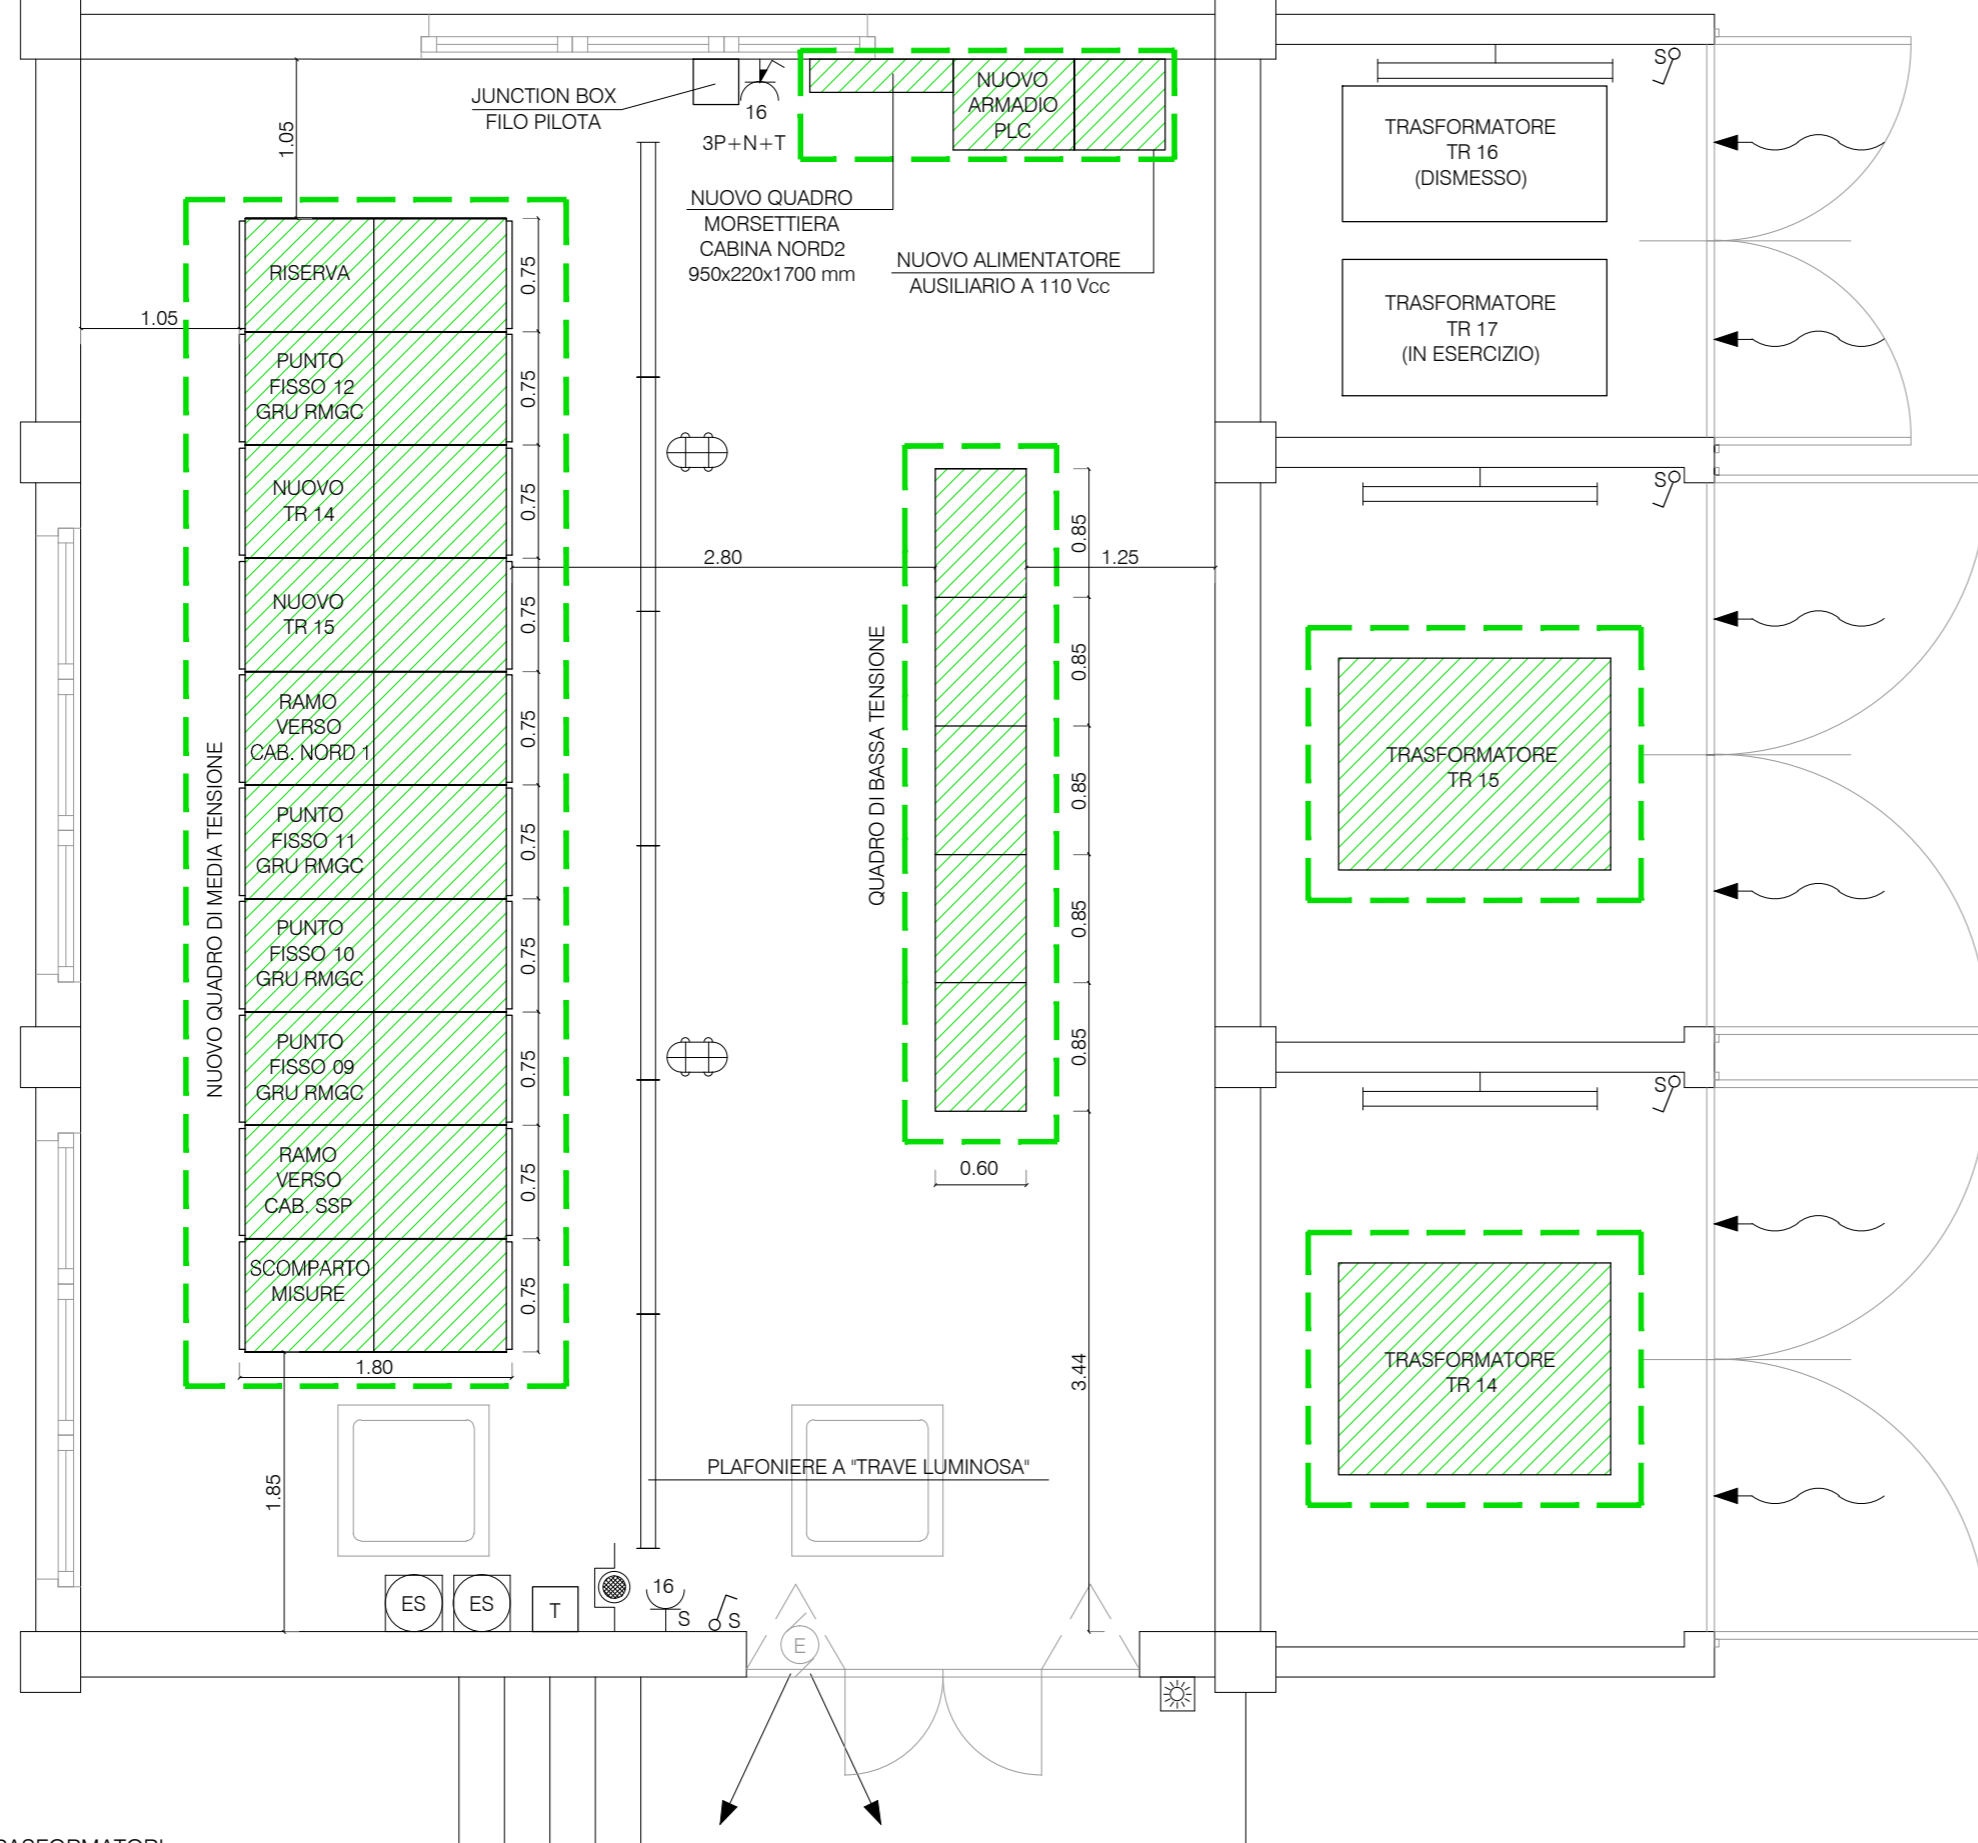 JUNCTION BOX
FILO PILOTA
16
3P+N+T
NUOVO
ARMADIO
PLC
NUOVO QUADRO
MORSETTIERA
CABINA NORD2
950x220x1700 mm
NUOVO ALIMENTATORE
AUSILIARIO A 110 Vcc
TRASFORMATORE
TR 16
(DISMESSO)
S
TRASFORMATORE
TR 17
(IN ESERCIZIO)
S
1.05
1.05
NUOVO QUADRO DI MEDIA TENSIONE
RISERVA
0.75
PUNTO
FISSO 12
GRU RMGC
0.75
NUOVO
TR 14
0.75
NUOVO
TR 15
0.75
RAMO
VERSO
CAB. NORD 1
0.75
PUNTO
FISSO 11
GRU RMGC
0.75
PUNTO
FISSO 10
GRU RMGC
0.75
PUNTO
FISSO 09
GRU RMGC
0.75
RAMO
VERSO
CAB. SSP
0.75
SCOMPARTO
MISURE
0.75
1.80
1.85
2.80
1.25
QUADRO DI BASSA TENSIONE
0.85
0.85
0.85
0.85
0.85
0.60
3.44
TRASFORMATORE
TR 15
S
TRASFORMATORE
TR 14
PLAFONIERE A "TRAVE LUMINOSA"
ES
ES
T
16
S
S
E